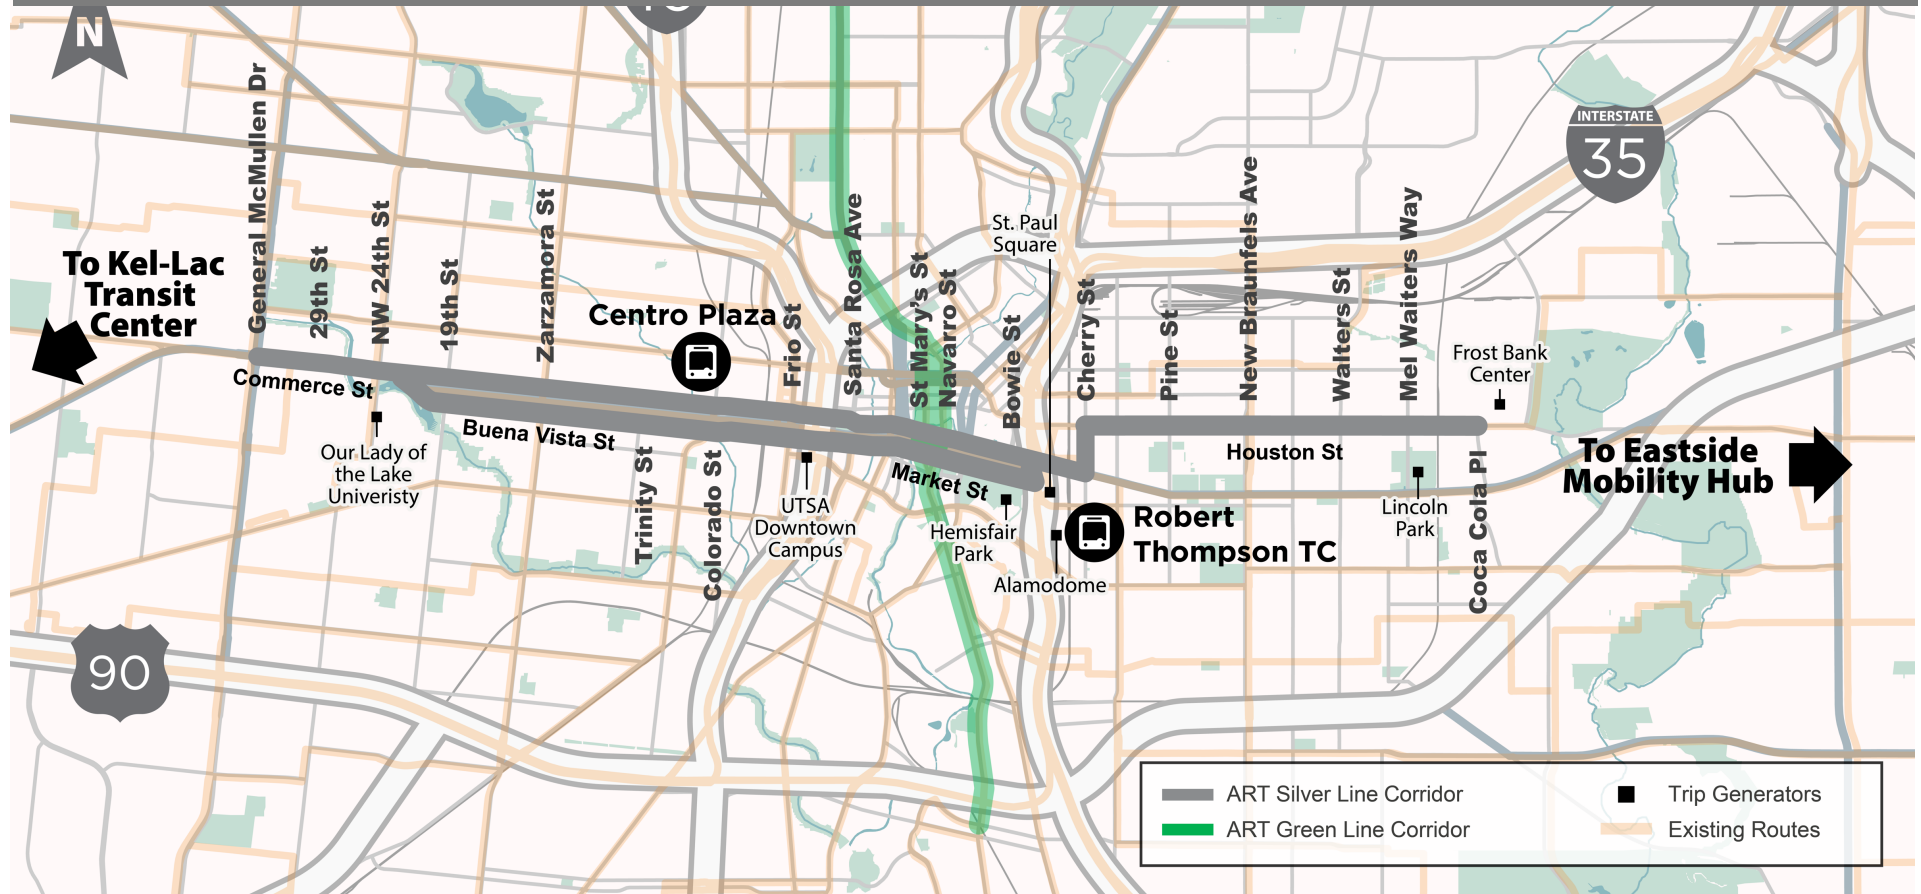 N
INTERSTATE
35
General McMullen Dr
29th St
NW 24th St
19th St
Zarzamora St
Frio St
Santa Rosa Ave
St Mary's St
Navarro St
Bowie St
St. Paul
Square
Cherry St
Pine St
New Braunfels Ave
Walters St
Mel Waiters Way
To Kel-Lac
Transit
Center
Centro Plaza
Frost Bank
Center
Commerce St
Buena Vista St
Market St
Houston St
To Eastside
Mobility Hub
Our Lady of
the Lake
Univeristy
Trinity St
Colorado St
UTSA
Downtown
Campus
Hemisfair
Park
Alamodome
Robert
Thompson TC
Lincoln
Park
Coca Cola Pl
90
ART Silver Line Corridor
ART Green Line Corridor
Trip Generators
Existing Routes